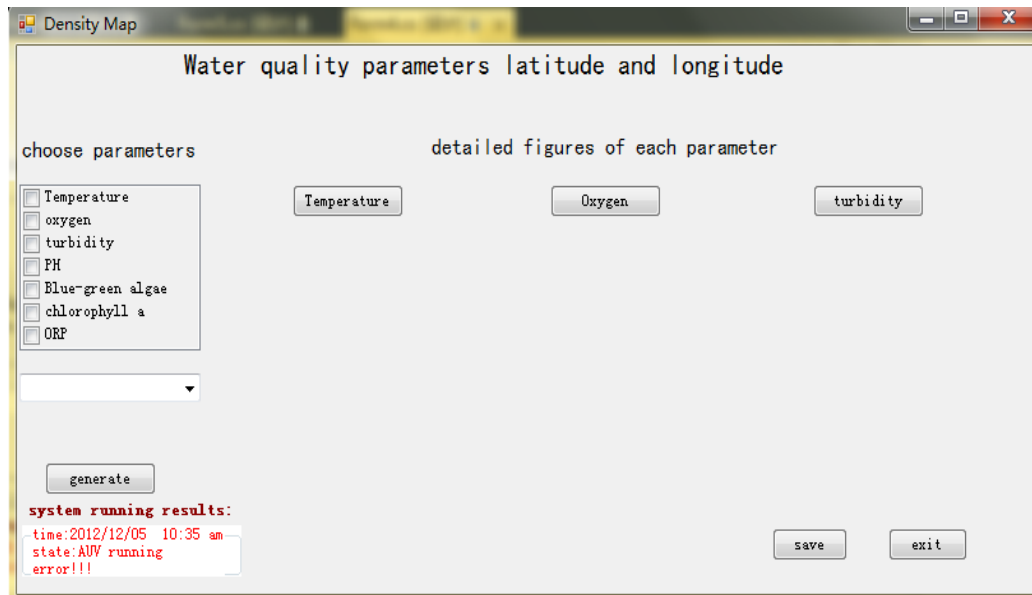 Density Map
Water quality parameters latitude and longitude
choose parameters
detailed figures of each parameter
Temperature
oxygen
turbidity
PH
Blue-green algae
chlorophyll a
ORP
Temperature
Oxygen
turbidity
generate
system running results:
time:2012/12/05 10:35 am
state:AUV running
error!!!
save
exit